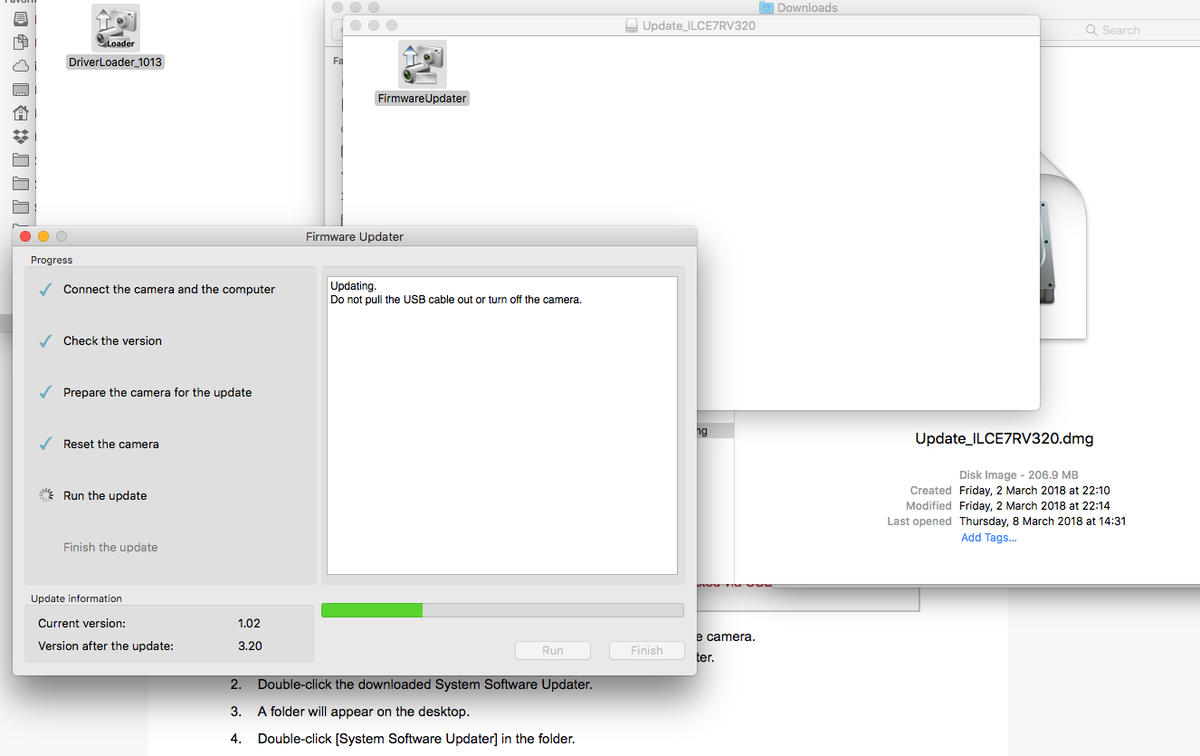 Downloads
Update_ILCE7RV320
Search
Loader
DriverLoader_1013
FirmwareUpdater
Firmware Updater
Progress
Connect the camera and the computer
Check the version
Prepare the camera for the update
Reset the camera
Run the update
Finish the update
Updating.
Do not pull the USB cable out or turn off the camera.
Update information
Current version: 1.02
Version after the update: 3.20
Run
Finish
Update_ILCE7RV320.dmg
Disk Image - 206.9 MB
Created Friday, 2 March 2018 at 22:10
Modified Friday, 2 March 2018 at 22:14
Last opened Thursday, 8 March 2018 at 14:31
Add Tags...
e camera.
ter.
2. Double-click the downloaded System Software Updater.
3. A folder will appear on the desktop.
4. Double-click [System Software Updater] in the folder.